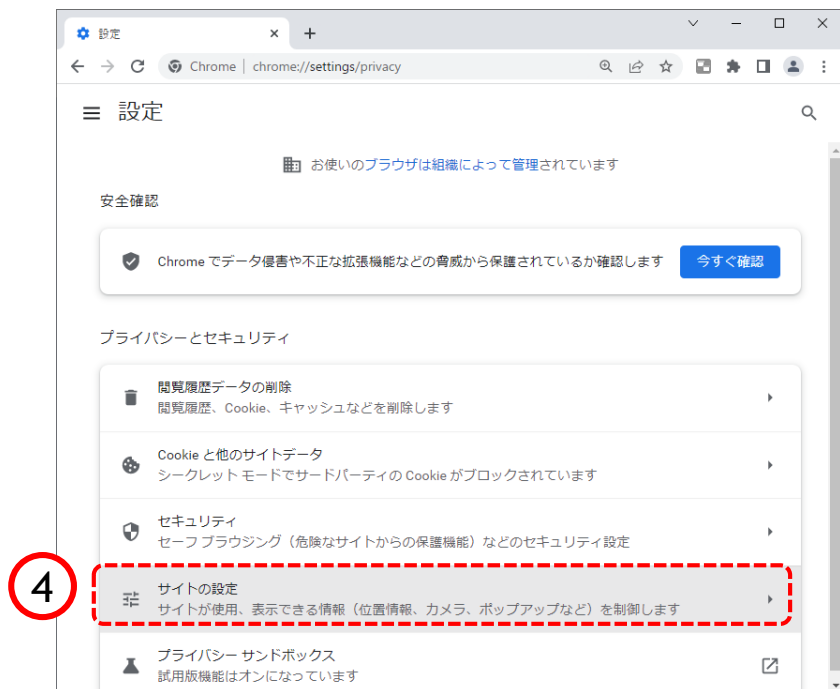 設定
Chrome | chrome://settings/privacy
設定
お使いのブラウザは組織によって管理されています
安全確認
Chrome でデータ侵害や不正な拡張機能などの脅威から保護されているか確認します
今すぐ確認
プライバシーとセキュリティ
閲覧履歴データの削除
閲覧履歴、Cookie、キャッシュなどを削除します
Cookie と他のサイトデータ
シークレット モードでサードパーティの Cookie がブロックされています
セキュリティ
セーフ ブラウジング（危険なサイトからの保護機能）などのセキュリティ設定
4
サイトの設定
サイトが使用、表示できる情報（位置情報、カメラ、ポップアップなど）を制御します
プライバシー サンドボックス
試用版機能はオンになっています